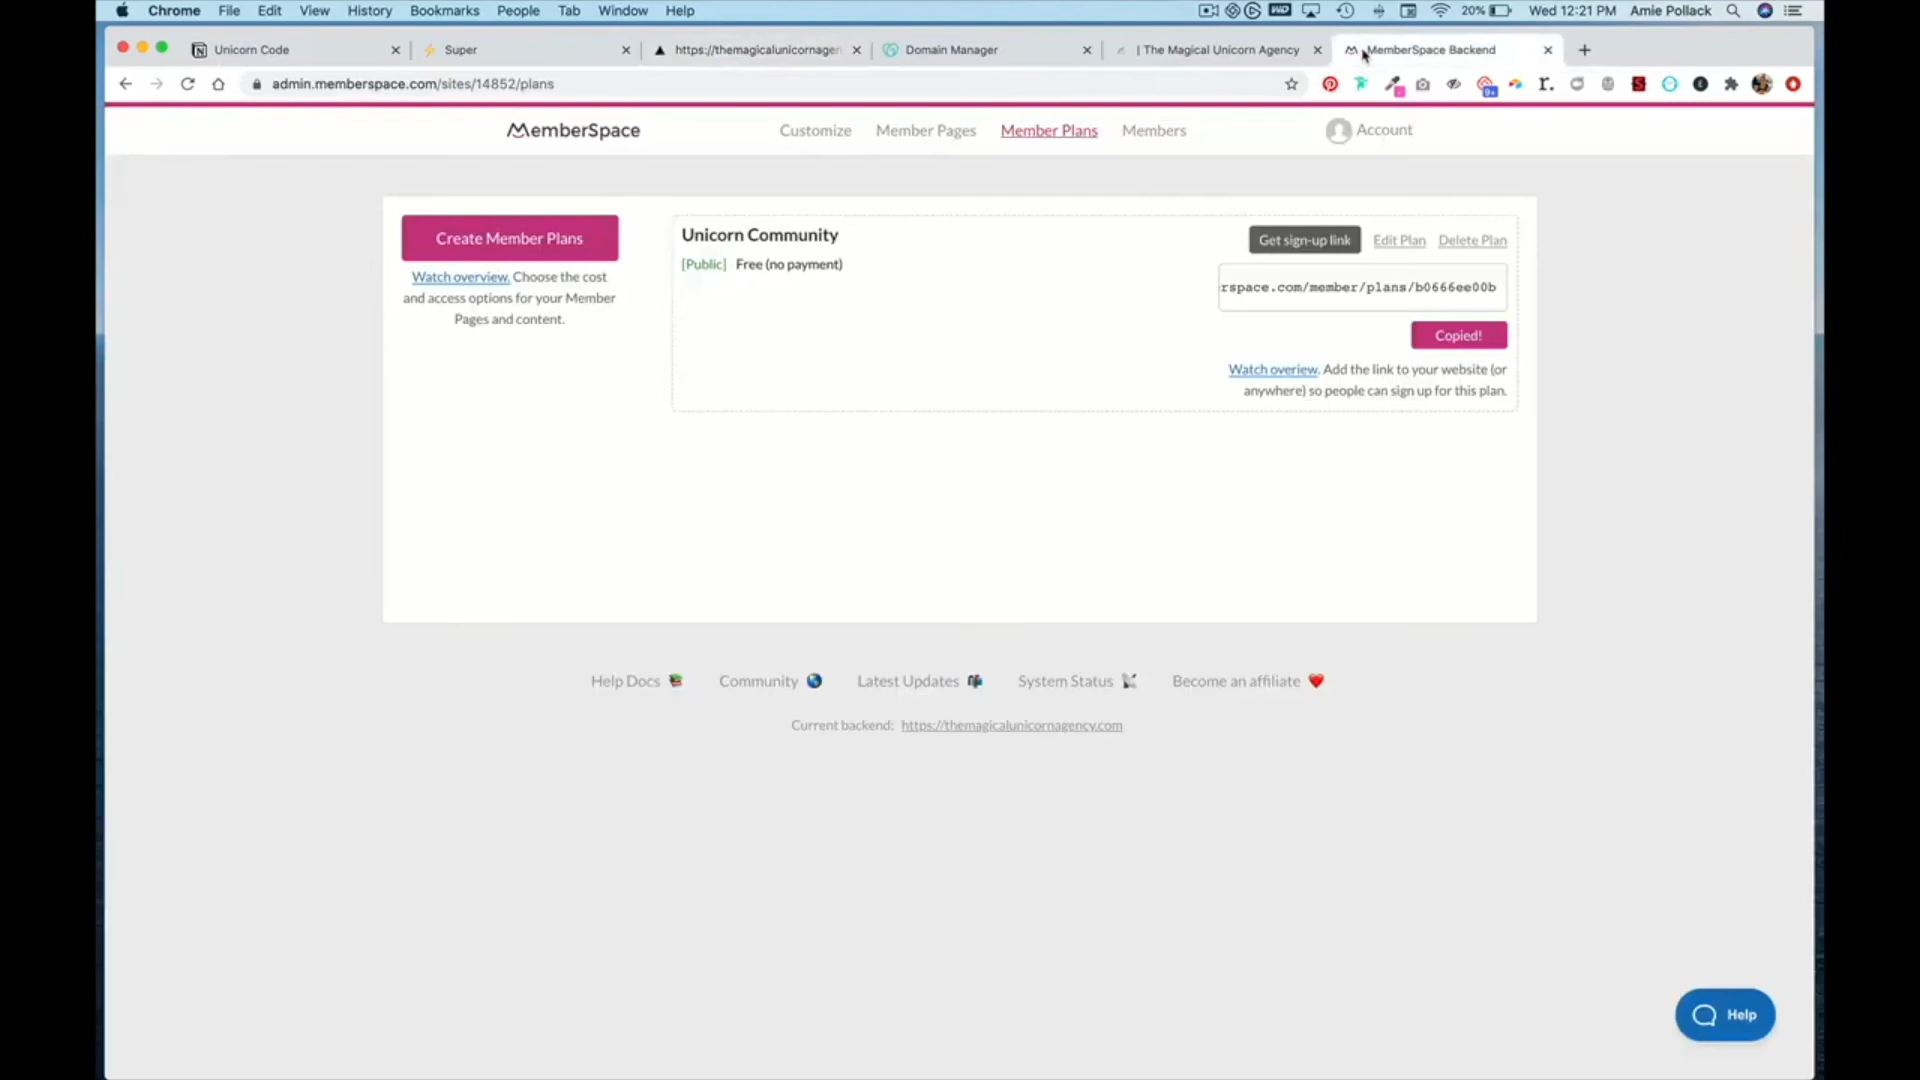 Chrome File Edit View History Bookmarks People Tab Window Help 20% Wed 12:21 PM Amie Pollack
Unicorn Code Super https://themagicalunicornagen Domain Manager | The Magical Unicorn Agency MemberSpace Backend
admin.memberspace.com/sites/14852/plans
MemberSpace Customize Member Pages Member Plans Members Account
Create Member Plans
Watch overview. Choose the cost
and access options for your Member
Pages and content.
Unicorn Community
[Public] Free (no payment)
Get sign-up link Edit Plan Delete Plan
rspace.com/member/plans/b0666ee00b
Copied!
Watch overiew. Add the link to your website (or
anywhere) so people can sign up for this plan.
Help Docs Community Latest Updates System Status Become an affiliate
Current backend: https://themagicalunicornagency.com
Help